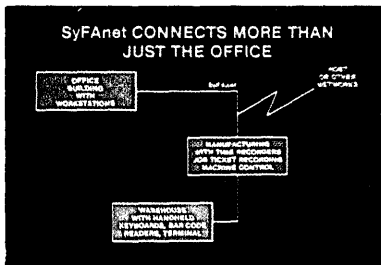 SyFAnet CONNECTS MORE THAN
JUST THE OFFICE
OFFICE
BUILDING
WITH
WORKSTATIONS
HOST
OR OTHER
NETWORKS
MANUFACTURING
WITH TIME RECORDERS
JOB TICKET RECORDING
MACHINE CONTROL
WAREHOUSE
WITH HANDHELD
KEYBOARDS, BAR CODE
READERS, TERMINAL